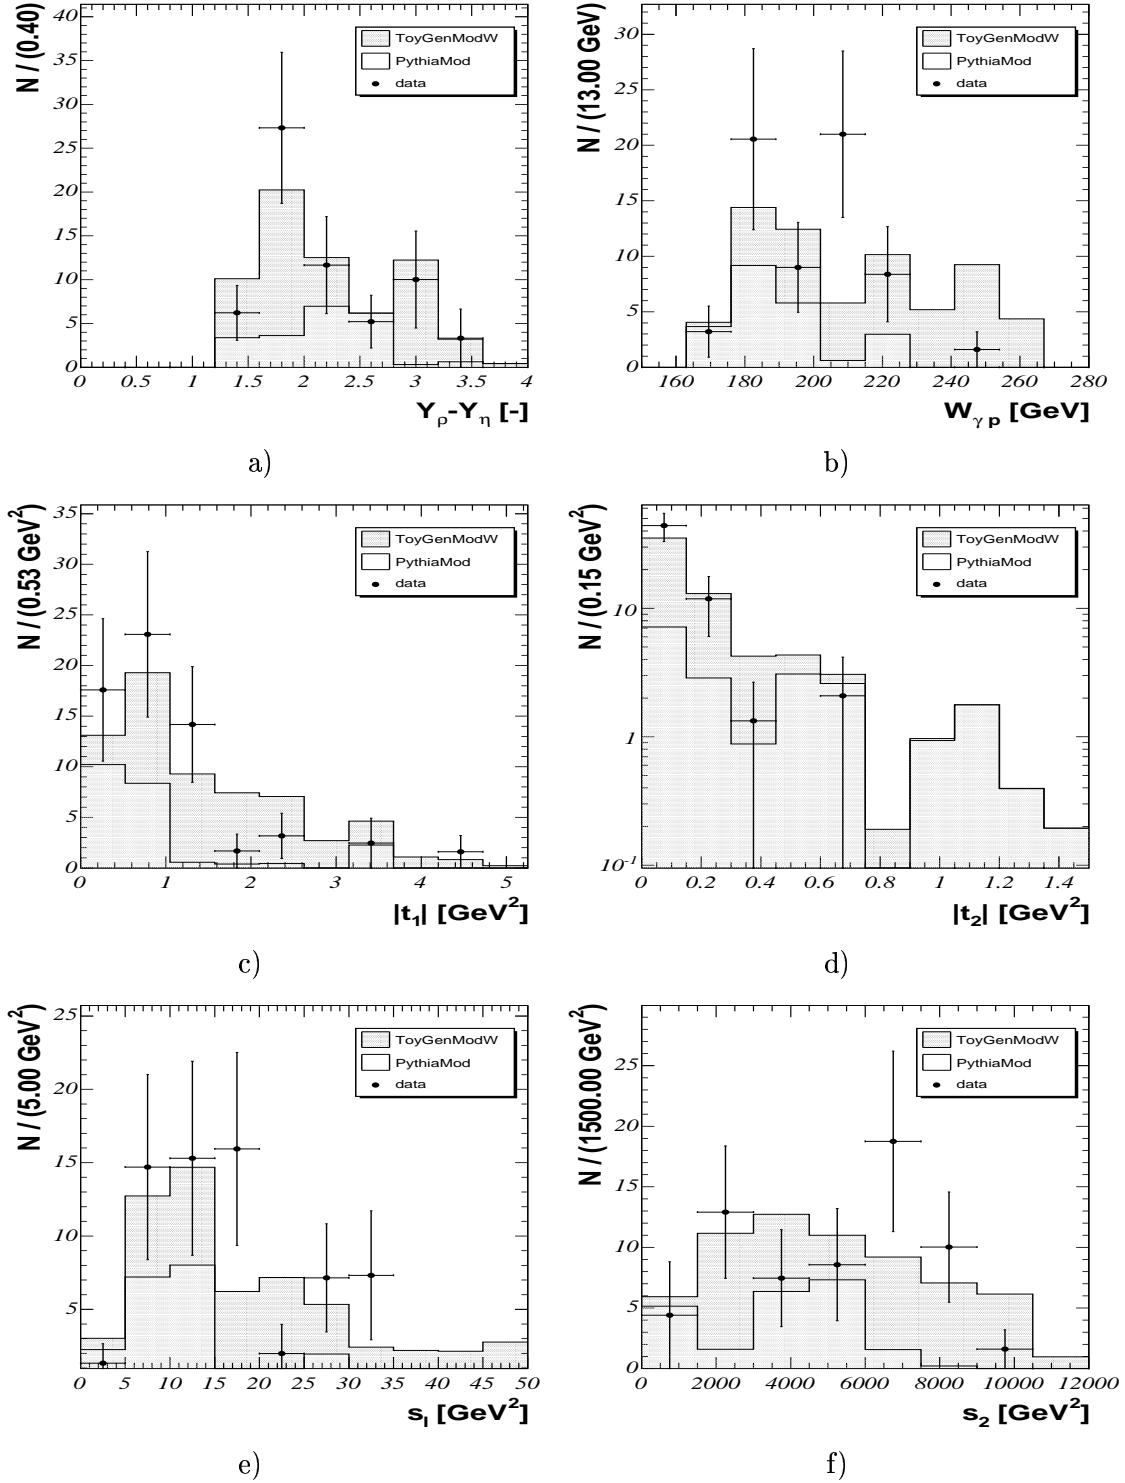 N / (0.40)
40
35
30
25
20
15
10
5
0
0 0.5 1 1.5 2 2.5 3 3.5 4
Y_ρ-Y_η [-]
ToyGenModW
PythiaMod
data
a)
N / (13.00 GeV)
30
25
20
15
10
5
0
160 180 200 220 240 260 280
W_γ p [GeV]
ToyGenModW
PythiaMod
data
b)
N / (0.53 GeV²)
35
30
25
20
15
10
5
0
0 1 2 3 4 5
|t₁| [GeV²]
ToyGenModW
PythiaMod
data
c)
N / (0.15 GeV²)
10
1
10⁻¹
0 0.2 0.4 0.6 0.8 1 1.2 1.4
|t₂| [GeV²]
ToyGenModW
PythiaMod
data
d)
N / (5.00 GeV²)
25
20
15
10
5
0 5 10 15 20 25 30 35 40 45 50
s_l [GeV²]
ToyGenModW
PythiaMod
data
e)
N / (1500.00 GeV²)
25
20
15
10
5
0
0 2000 4000 6000 8000 10000 12000
s₂ [GeV²]
ToyGenModW
PythiaMod
data
f)